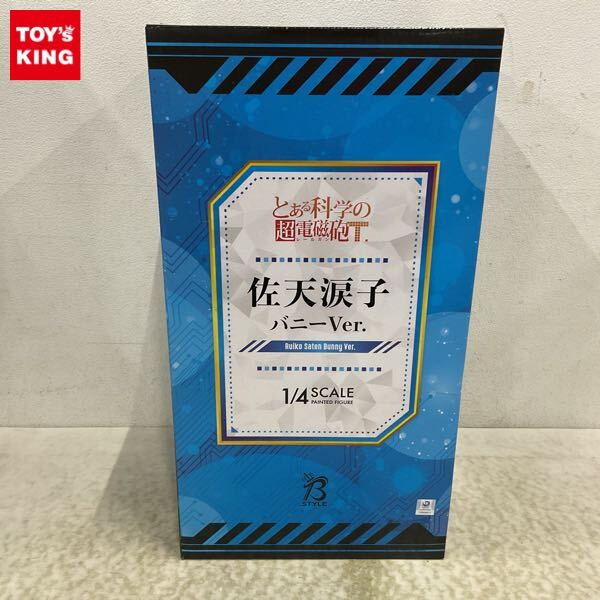 TOY's
KING
とある科学の
超電磁砲T
レールガン
佐天涙子
バニーVer.
Ruiko Saten Bunny Ver.
1/4 SCALE
PAINTED FIGURE
B
STYLE